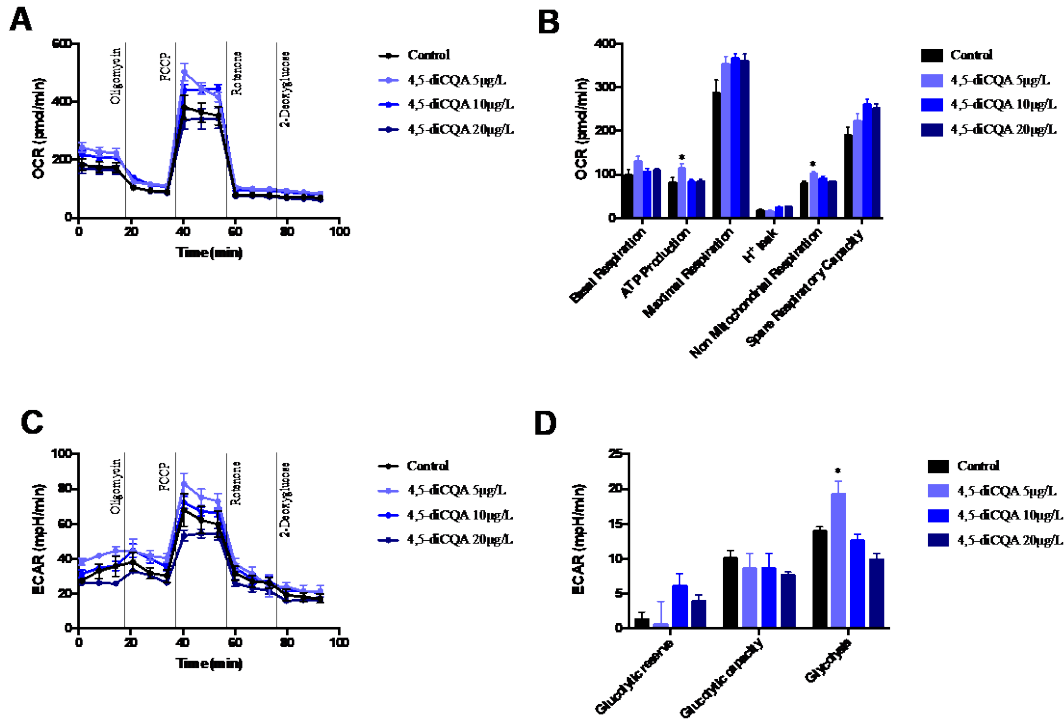 A
OCR (pmol/min)
600
400
200
0
0
20
40
60
80
100
Time (min)
Oligomycin
FCCP
Rotenone
2-Deoxyglucose
Control
4,5-diCQA 5µg/L
4,5-diCQA 10µg/L
4,5-diCQA 20µg/L
B
OCR (pmol/min)
400
300
200
100
0
*
*
Basal Respiration
ATP Production
Maximal Respiration
H+ leak
Non Mitochondrial Respiration
Spare Respiratory Capacity
Control
4,5-diCQA 5µg/L
4,5-diCQA 10µg/L
4,5-diCQA 20µg/L
C
ECAR (mpH/min)
100
80
60
40
20
0
0
20
40
60
80
100
Time (min)
Oligomycin
FCCP
Rotenone
2-Deoxyglucose
Control
4,5-diCQA 5µg/L
4,5-diCQA 10µg/L
4,5-diCQA 20µg/L
D
ECAR (mpH/min)
25
20
15
10
5
0
*
Glucolytic reserve
Glucolytic capacity
Glycolysis
Control
4,5-diCQA 5µg/L
4,5-diCQA 10µg/L
4,5-diCQA 20µg/L